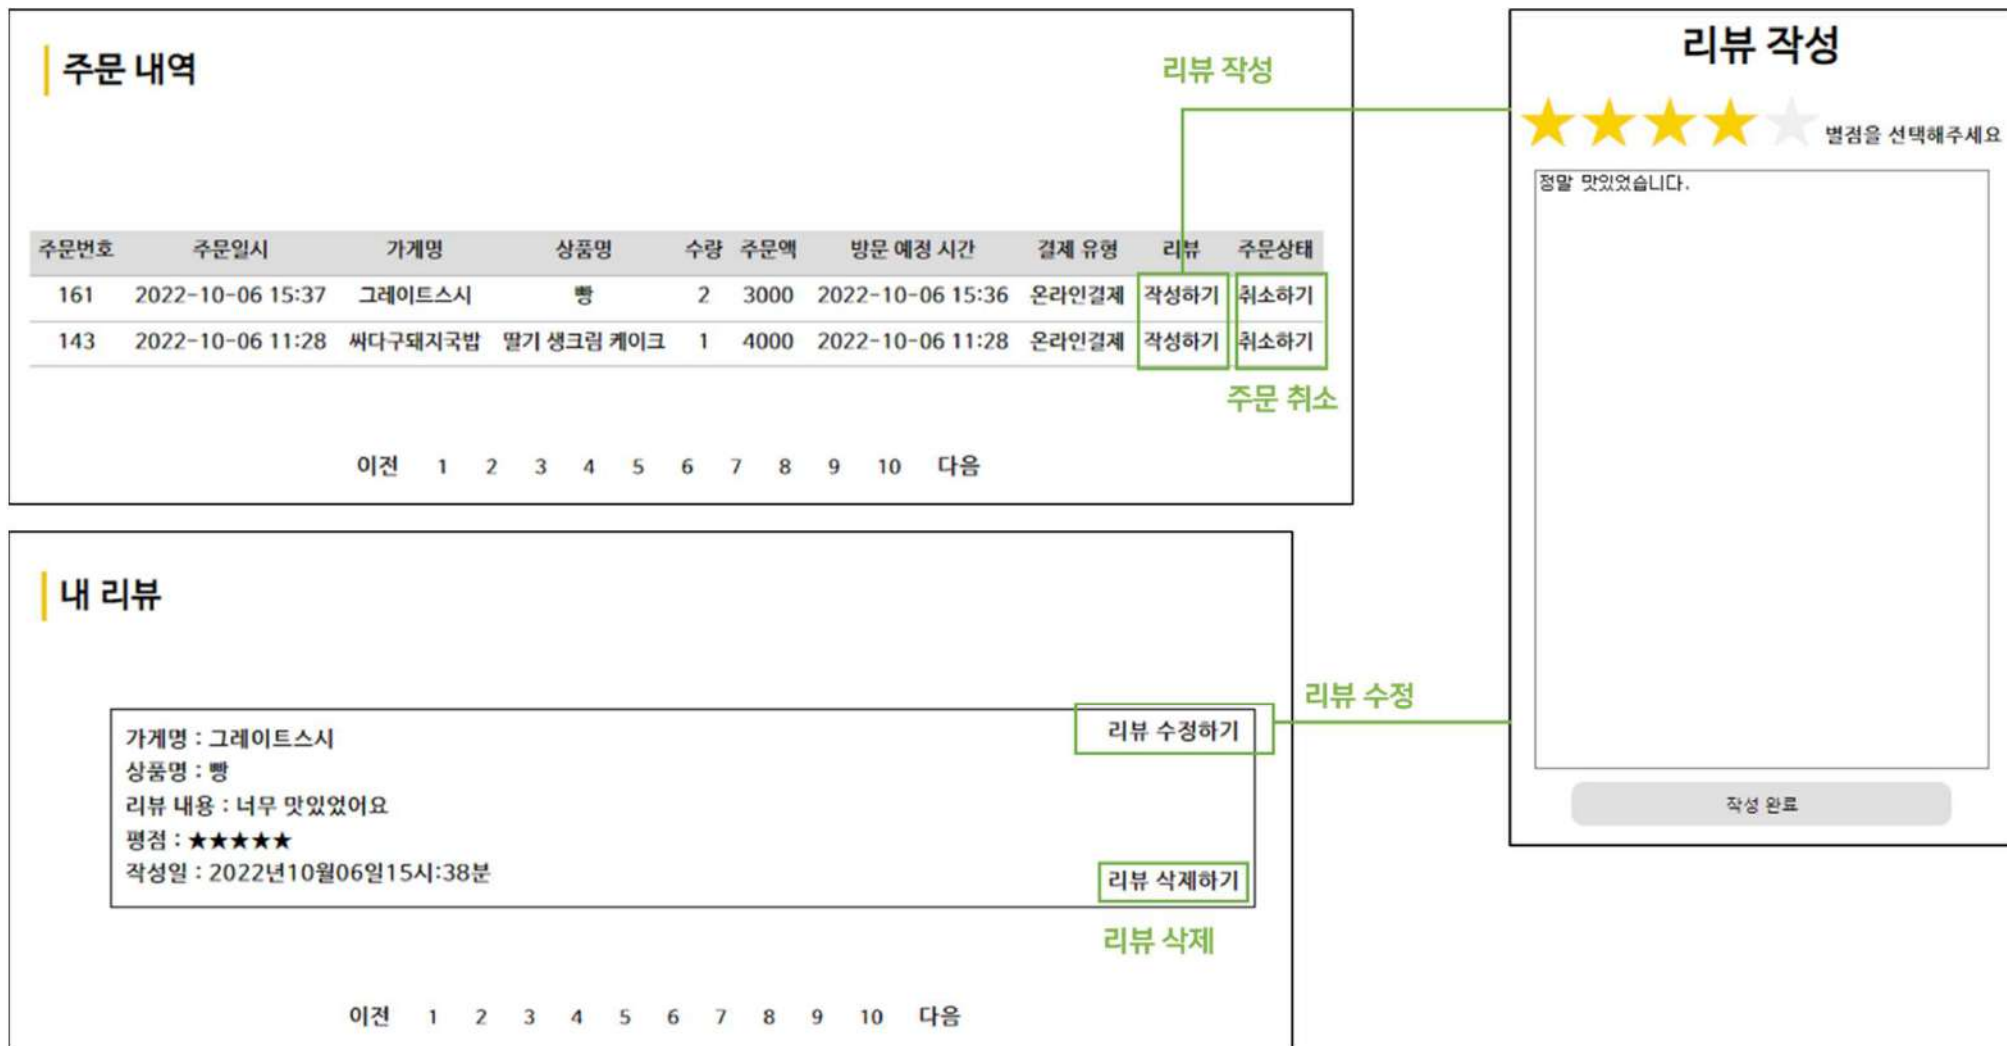 주문 내역
리뷰 작성
주문번호 주문일시 가게명 상품명 수량 주문액 방문 예정 시간 결제 유형 리뷰 주문상태
161 2022-10-06 15:37 그레이트스시 빵 2 3000 2022-10-06 15:36 온라인결제 작성하기 취소하기
143 2022-10-06 11:28 싸다구돼지국밥 딸기 생크림 케이크 1 4000 2022-10-06 11:28 온라인결제 작성하기 취소하기
주문 취소
이전 1 2 3 4 5 6 7 8 9 10 다음
리뷰 작성
별점을 선택해주세요
정말 맛있었습니다.
작성 완료
내 리뷰
리뷰 수정
리뷰 수정하기
가게명 : 그레이트스시
상품명 : 빵
리뷰 내용 : 너무 맛있었어요
평점 : ★★★★★
작성일 : 2022년10월06일15시:38분
리뷰 삭제하기
리뷰 삭제
이전 1 2 3 4 5 6 7 8 9 10 다음